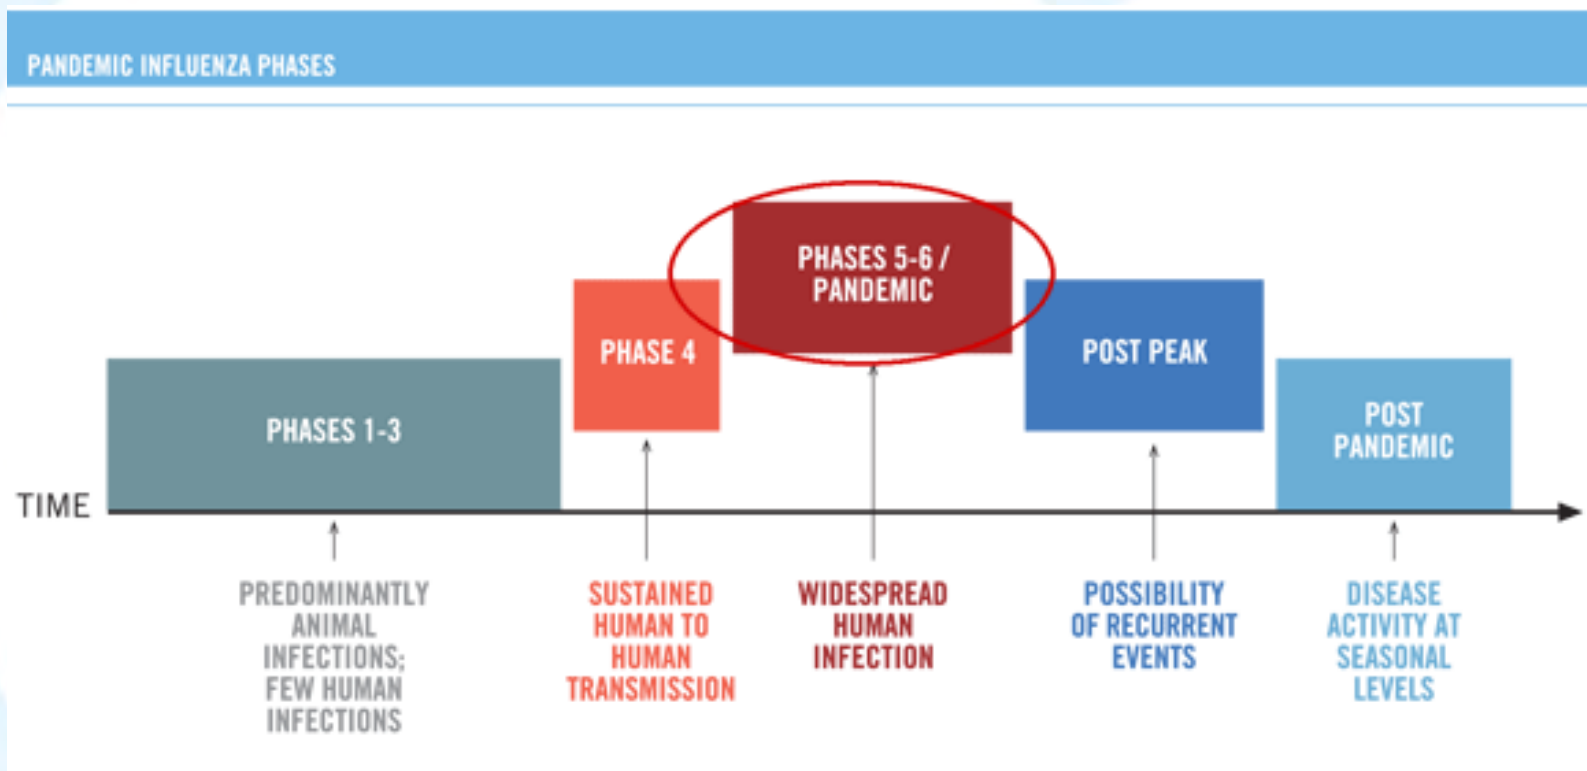 PANDEMIC INFLUENZA PHASES
PHASES 5-6 /
PANDEMIC
PHASE 4
POST PEAK
PHASES 1-3
POST
PANDEMIC
TIME
PREDOMINANTLY
ANIMAL
INFECTIONS;
FEW HUMAN
INFECTIONS
SUSTAINED
HUMAN TO
HUMAN
TRANSMISSION
WIDESPREAD
HUMAN
INFECTION
POSSIBILITY
OF RECURRENT
EVENTS
DISEASE
ACTIVITY AT
SEASONAL
LEVELS